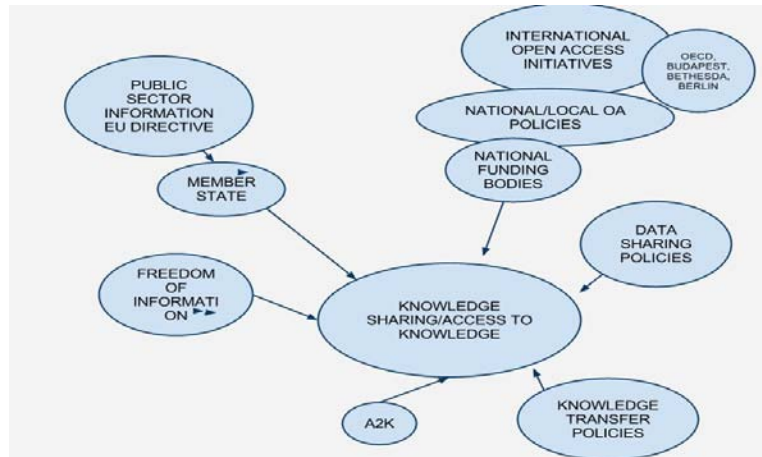 INTERNATIONAL
OPEN ACCESS
INITIATIVES
OECD,
BUDAPEST,
BETHESDA,
BERLIN
PUBLIC
SECTOR
INFORMATION
EU DIRECTIVE
NATIONAL/LOCAL OA
POLICIES
NATIONAL
FUNDING
BODIES
MEMBER
STATE
DATA
SHARING
POLICIES
FREEDOM
OF
INFORMATI
ON
KNOWLEDGE
SHARING/ACCESS TO
KNOWLEDGE
A2K
KNOWLEDGE
TRANSFER
POLICIES